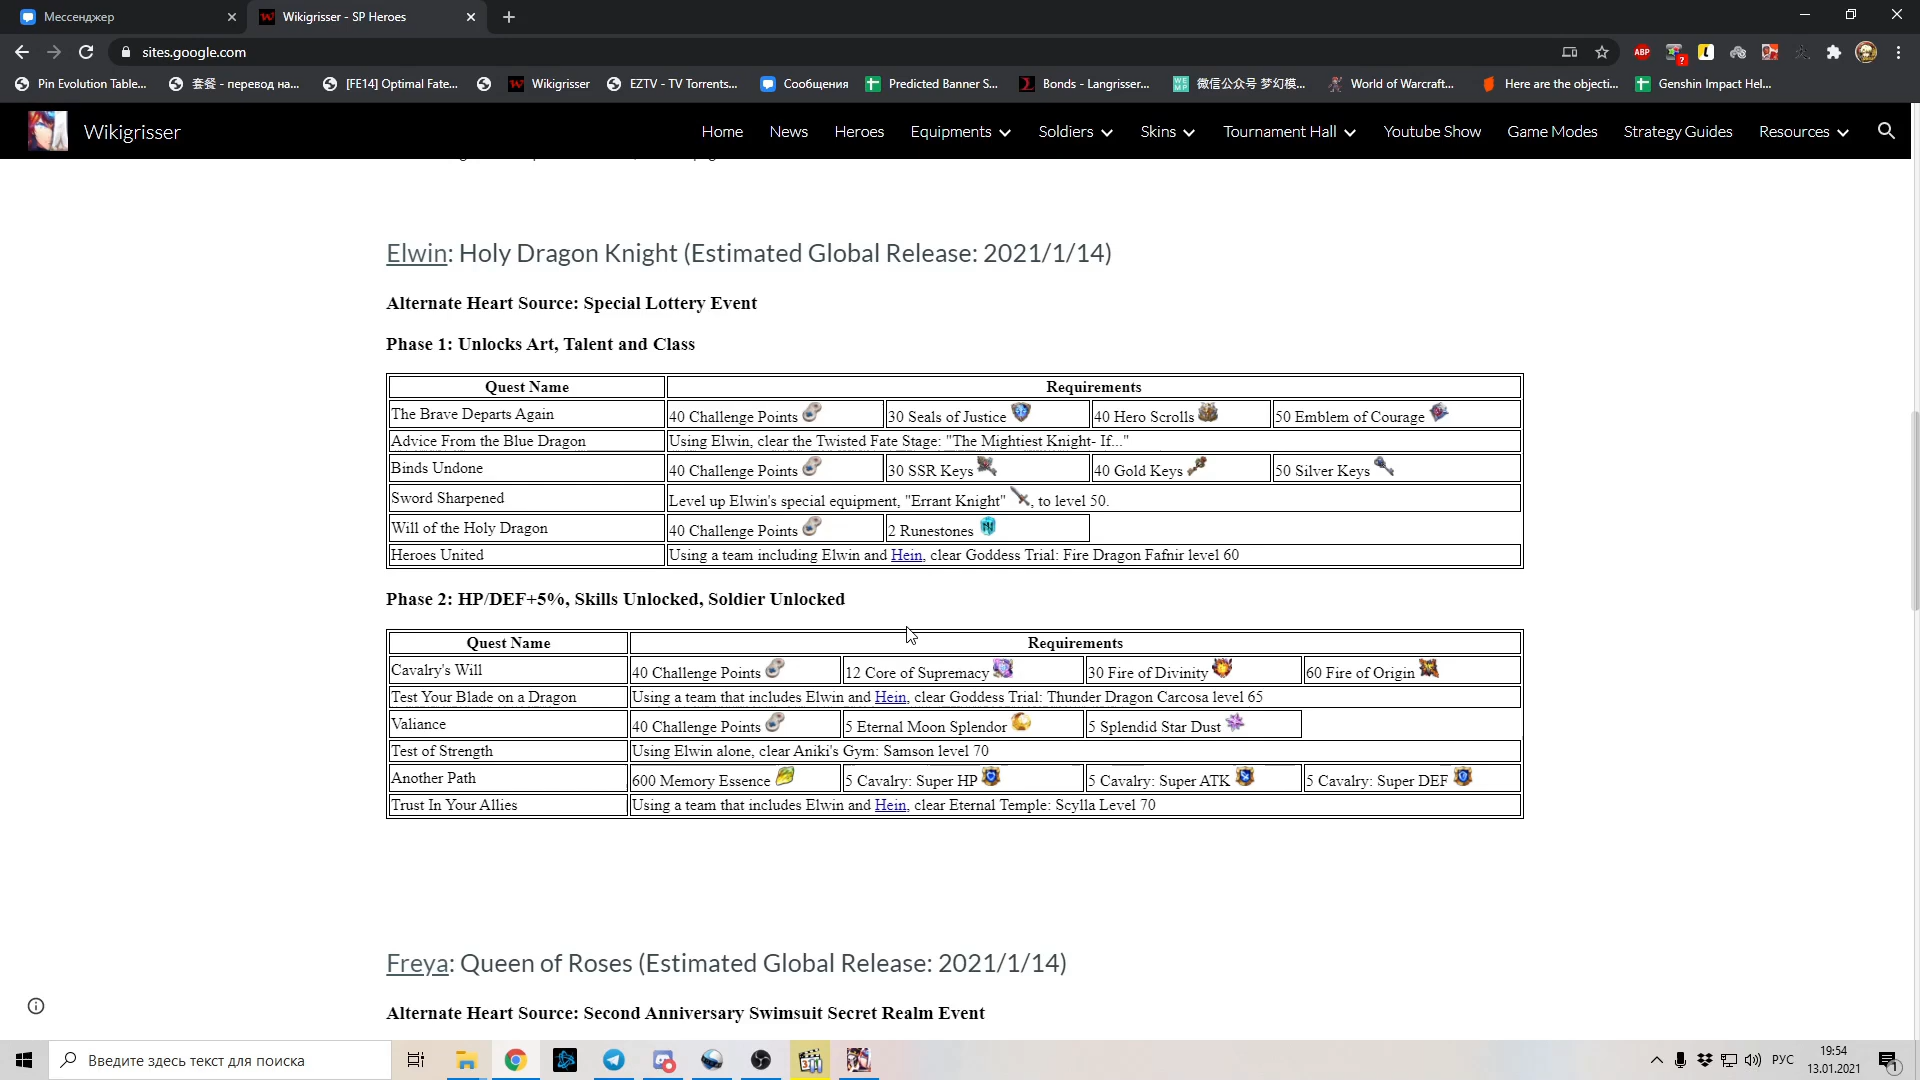 Мессенджер
Wikigrisser - SP Heroes
sites.google.com
Pin Evolution Table...
套餐 - перевод на...
[FE14] Optimal Fate...
Wikigrisser
EZTV - TV Torrents...
Сообщения
Predicted Banner S...
Bonds - Langrisser...
微信公众号 梦幻模...
World of Warcraft...
Here are the objecti...
Genshin Impact Hel...
Wikigrisser
Home
News
Heroes
Equipments
Soldiers
Skins
Tournament Hall
Youtube Show
Game Modes
Strategy Guides
Resources
Elwin: Holy Dragon Knight (Estimated Global Release: 2021/1/14)
Alternate Heart Source: Special Lottery Event
Phase 1: Unlocks Art, Talent and Class
Quest Name Requirements
The Brave Departs Again 40 Challenge Points 30 Seals of Justice 40 Hero Scrolls 50 Emblem of Courage
Advice From the Blue Dragon Using Elwin, clear the Twisted Fate Stage: "The Mightiest Knight- If..."
Binds Undone 40 Challenge Points 30 SSR Keys 40 Gold Keys 50 Silver Keys
Sword Sharpened Level up Elwin's special equipment, "Errant Knight" , to level 50.
Will of the Holy Dragon 40 Challenge Points 2 Runestones
Heroes United Using a team including Elwin and Hein, clear Goddess Trial: Fire Dragon Fafnir level 60
Phase 2: HP/DEF+5%, Skills Unlocked, Soldier Unlocked
Quest Name Requirements
Cavalry's Will 40 Challenge Points 12 Core of Supremacy 30 Fire of Divinity 60 Fire of Origin
Test Your Blade on a Dragon Using a team that includes Elwin and Hein, clear Goddess Trial: Thunder Dragon Carcosa level 65
Valiance 40 Challenge Points 5 Eternal Moon Splendor 5 Splendid Star Dust
Test of Strength Using Elwin alone, clear Aniki's Gym: Samson level 70
Another Path 600 Memory Essence 5 Cavalry: Super HP 5 Cavalry: Super ATK 5 Cavalry: Super DEF
Trust In Your Allies Using a team that includes Elwin and Hein, clear Eternal Temple: Scylla Level 70
Freya: Queen of Roses (Estimated Global Release: 2021/1/14)
Alternate Heart Source: Second Anniversary Swimsuit Secret Realm Event
Введите здесь текст для поиска
РУС
19:54
13.01.2021